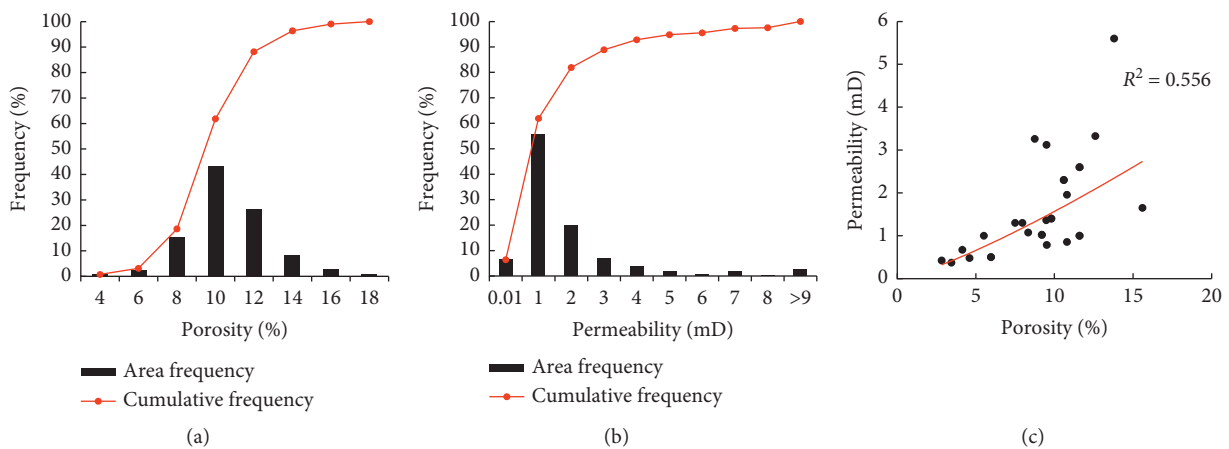 100
90
80
70
60
50
40
30
20
10
0
Frequency (%)
4 6 8 10 12 14 16 18
Porosity (%)
Area frequency
Cumulative frequency
(a)
100
90
80
70
60
50
40
30
20
10
0
Frequency (%)
0.01 1 2 3 4 5 6 7 8 >9
Permeability (mD)
Area frequency
Cumulative frequency
(b)
6
5
4
3
2
1
0
Permeability (mD)
R² = 0.556
0 5 10 15 20
Porosity (%)
(c)